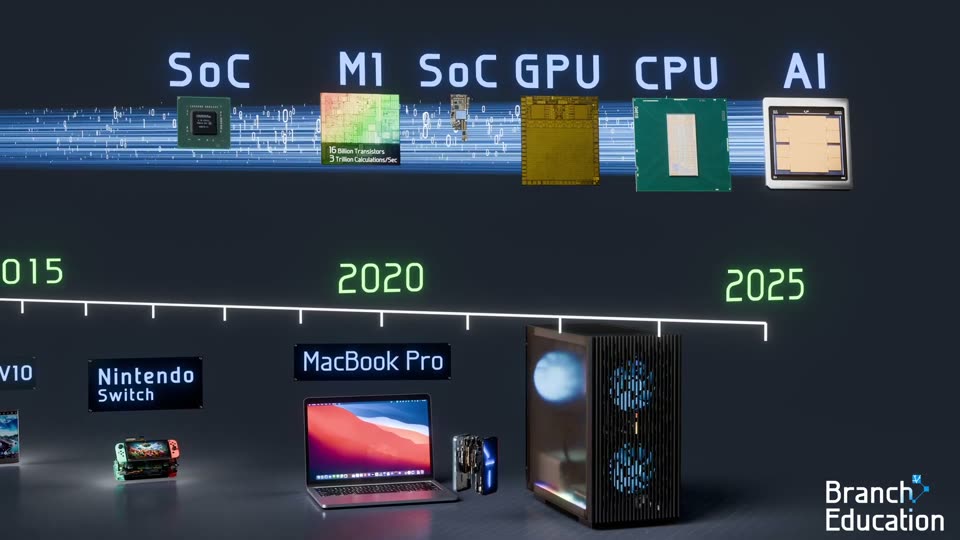 SoC
M1
SoC
GPU
CPU
AI
16 Billion Transistors
3 Trillion Calculations/Sec
015
2020
2025
V10
Nintendo
Switch
MacBook Pro
Branch
Education